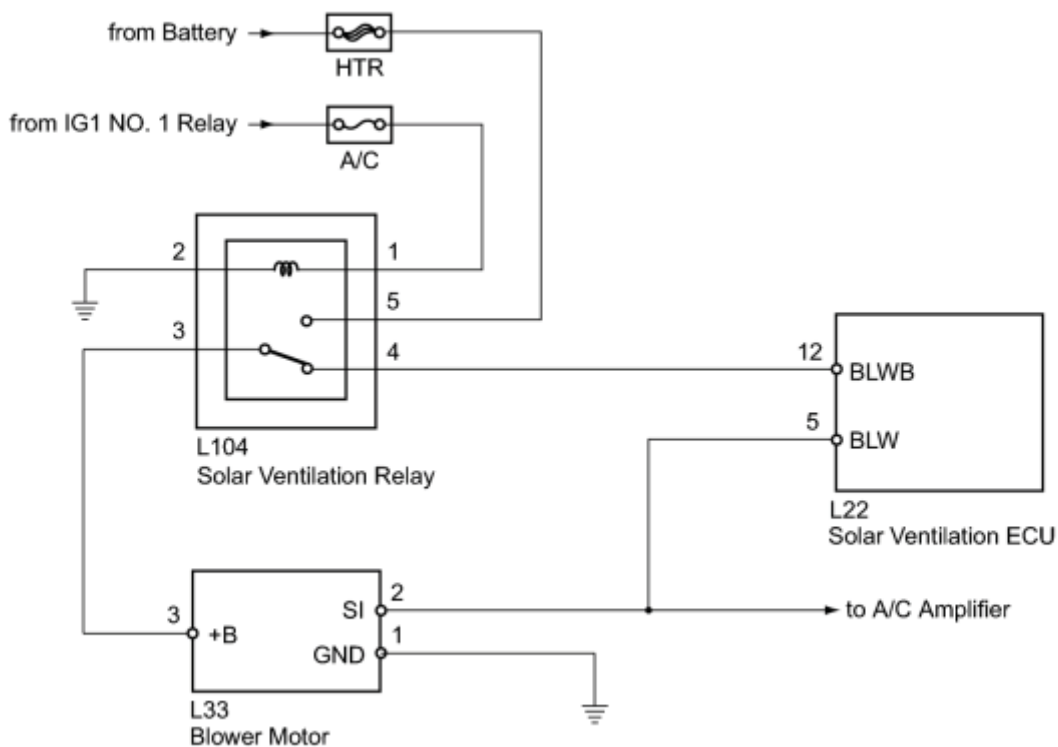 from Battery
HTR
from IG1 NO. 1 Relay
A/C
2
1
5
3
4
L104
Solar Ventilation Relay
12
BLWB
5
BLW
L22
Solar Ventilation ECU
3
+B
SI
2
GND
1
to A/C Amplifier
L33
Blower Motor